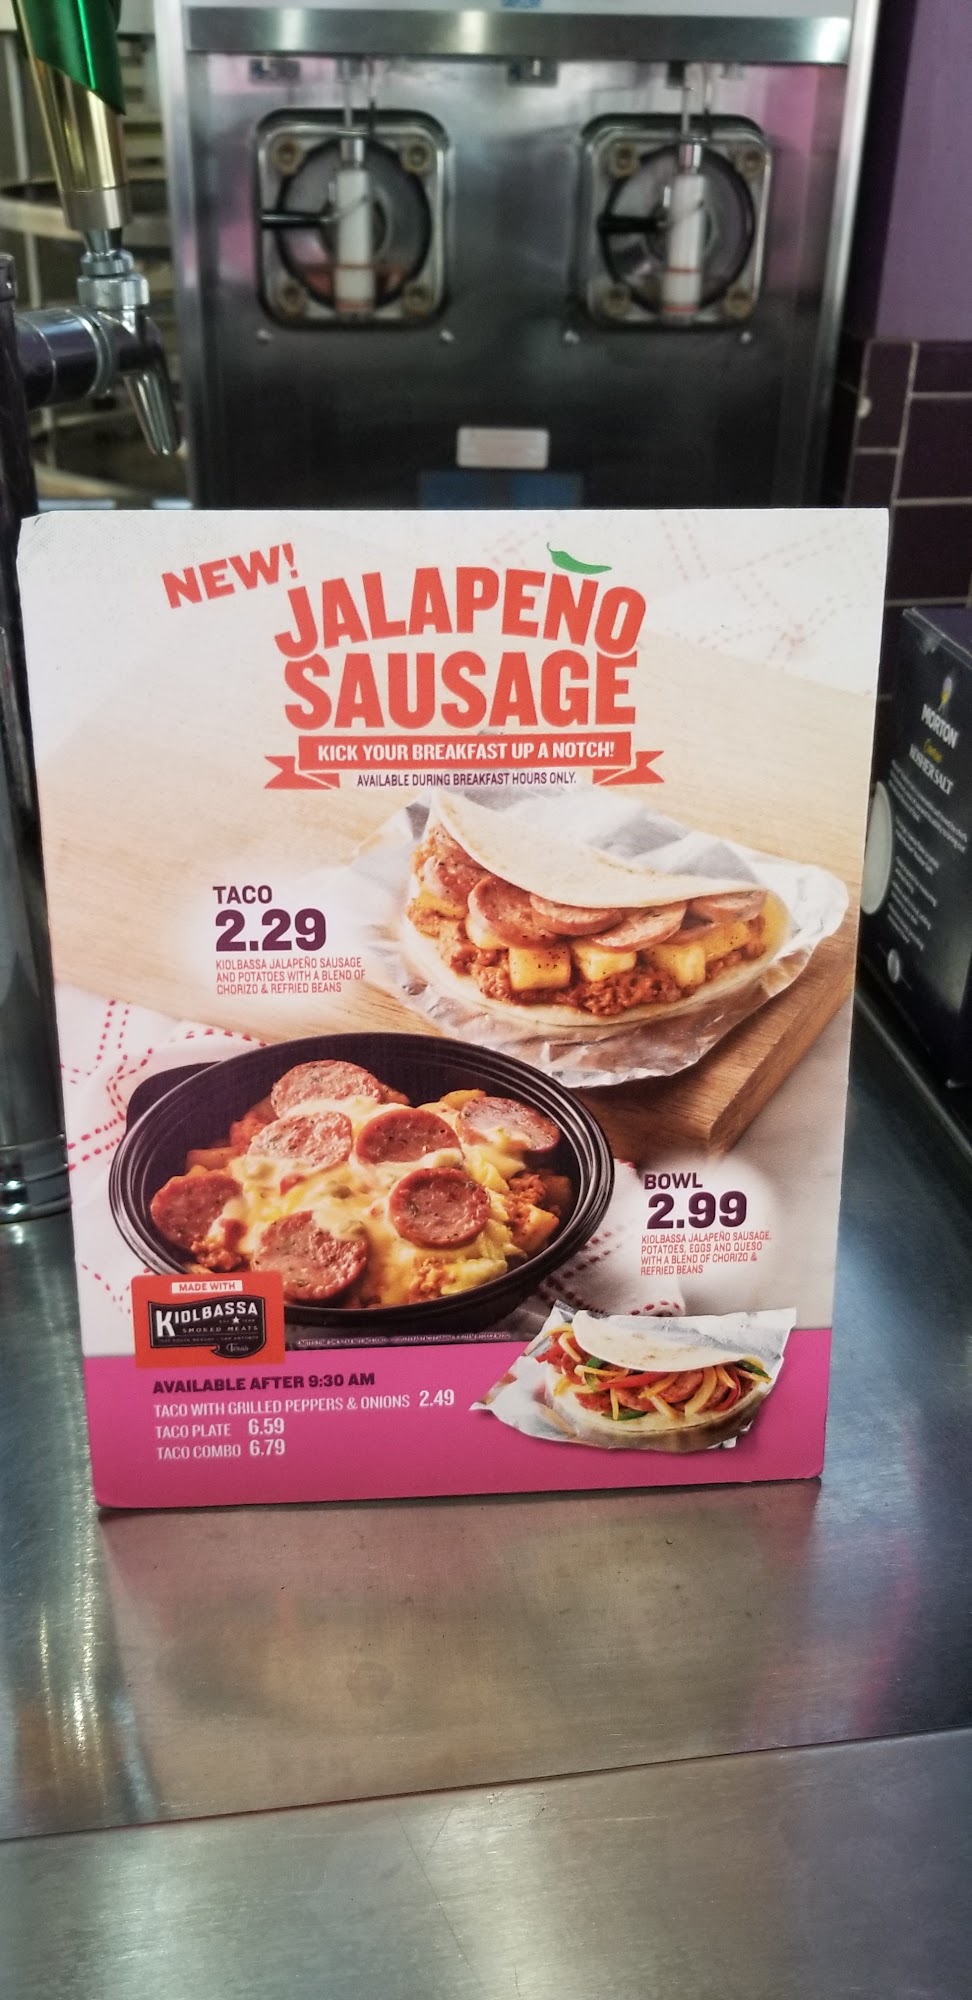 NEW!
JALAPEÑO
SAUSAGE
KICK YOUR BREAKFAST UP A NOTCH!
AVAILABLE DURING BREAKFAST HOURS ONLY.
TACO
2.29
KIOLBASSA JALAPEÑO SAUSAGE
AND POTATOES WITH A BLEND OF
CHORIZO & REFRIED BEANS
BOWL
2.99
KIOLBASSA JALAPEÑO SAUSAGE,
POTATOES, EGGS AND QUESO
WITH A BLEND OF CHORIZO &
REFRIED BEANS
MADE WITH
KIOLBASSA
SMOKED MEATS
Texas
AVAILABLE AFTER 9:30 AM
TACO WITH GRILLED PEPPERS & ONIONS 2.49
TACO PLATE 6.59
TACO COMBO 6.79
MORTON
KOSHER SALT